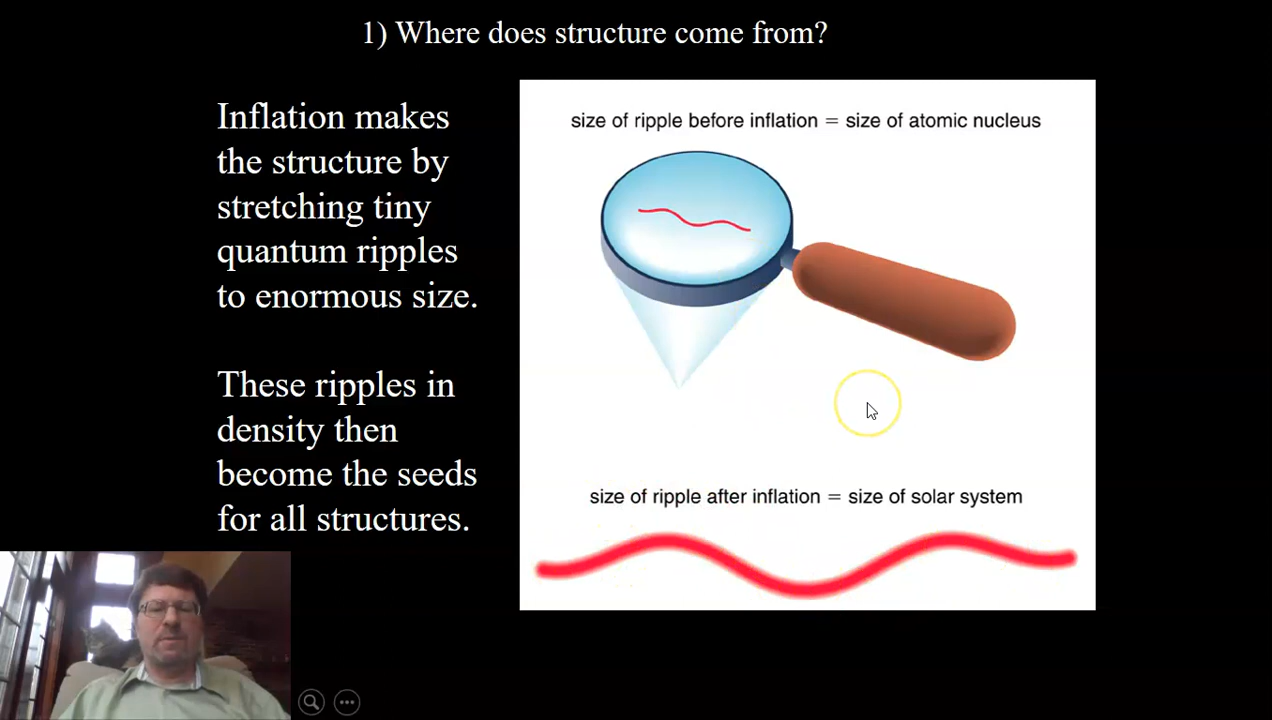 1) Where does structure come from?
Inflation makes
the structure by
stretching tiny
quantum ripples
to enormous size.
These ripples in
density then
become the seeds
for all structures.
size of ripple before inflation = size of atomic nucleus
size of ripple after inflation = size of solar system